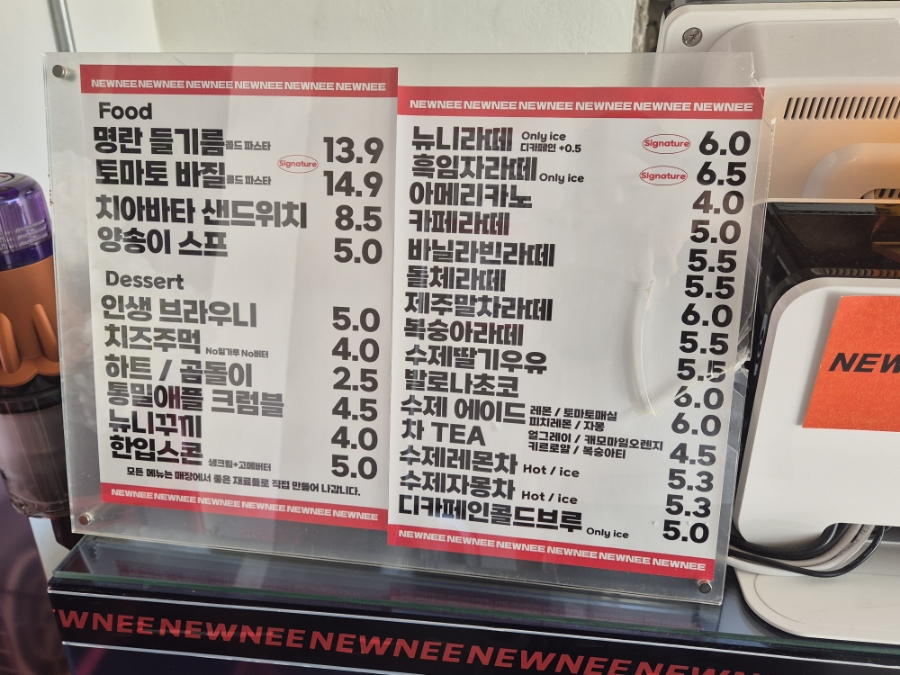 NEWNEE NEWNEE NEWNEE NEWNEE NEWNEE NEWNEE
Food
명란 들기름 콜드 파스타 13.9
Signature
토마토 바질 콜드 파스타 14.9
치아바타 샌드위치 8.5
양송이 스프 5.0
Dessert
인생 브라우니 5.0
치즈주먹 No밀가루 No버터 4.0
하트 / 곰돌이 2.5
통밀애플 크럼블 4.5
뉴니꾸끼 4.0
한입스콘 생크림+고메버터 5.0
모든 메뉴는 매장에서 좋은 재료들로 직접 만들어 나갑니다.
NEWNEE NEWNEE NEWNEE NEWNEE NEWNEE NEWNEE
NEWNEE NEWNEE NEWNEE NEWNEE NEWNEE NEWNEE
뉴니라떼 Only ice 디카페인 +0.5 Signature 6.0
흑임자라떼 Only ice Signature 6.5
아메리카노 4.0
카페라떼 5.0
바닐라빈라떼 5.5
돌체라떼 5.5
제주말차라떼 6.0
복숭아라떼 5.5
수제딸기우유 5.5
발로나초코 6.0
수제 에이드 레몬 / 토마토매실 피치레몬 / 자몽 6.0
차 TEA 얼그레이 / 캐모마일오렌지 키르로얄 / 복숭아티 4.5
수제레몬차 Hot / ice 5.3
수제자몽차 Hot / ice 5.3
디카페인콜드브루 Only ice 5.0
NEWNEE NEWNEE NEWNEE NEWNEE NEWNEE NEWNEE
NEW
WNEE NEWNEE NEWNEE NEWNEE NEWNEE NEW